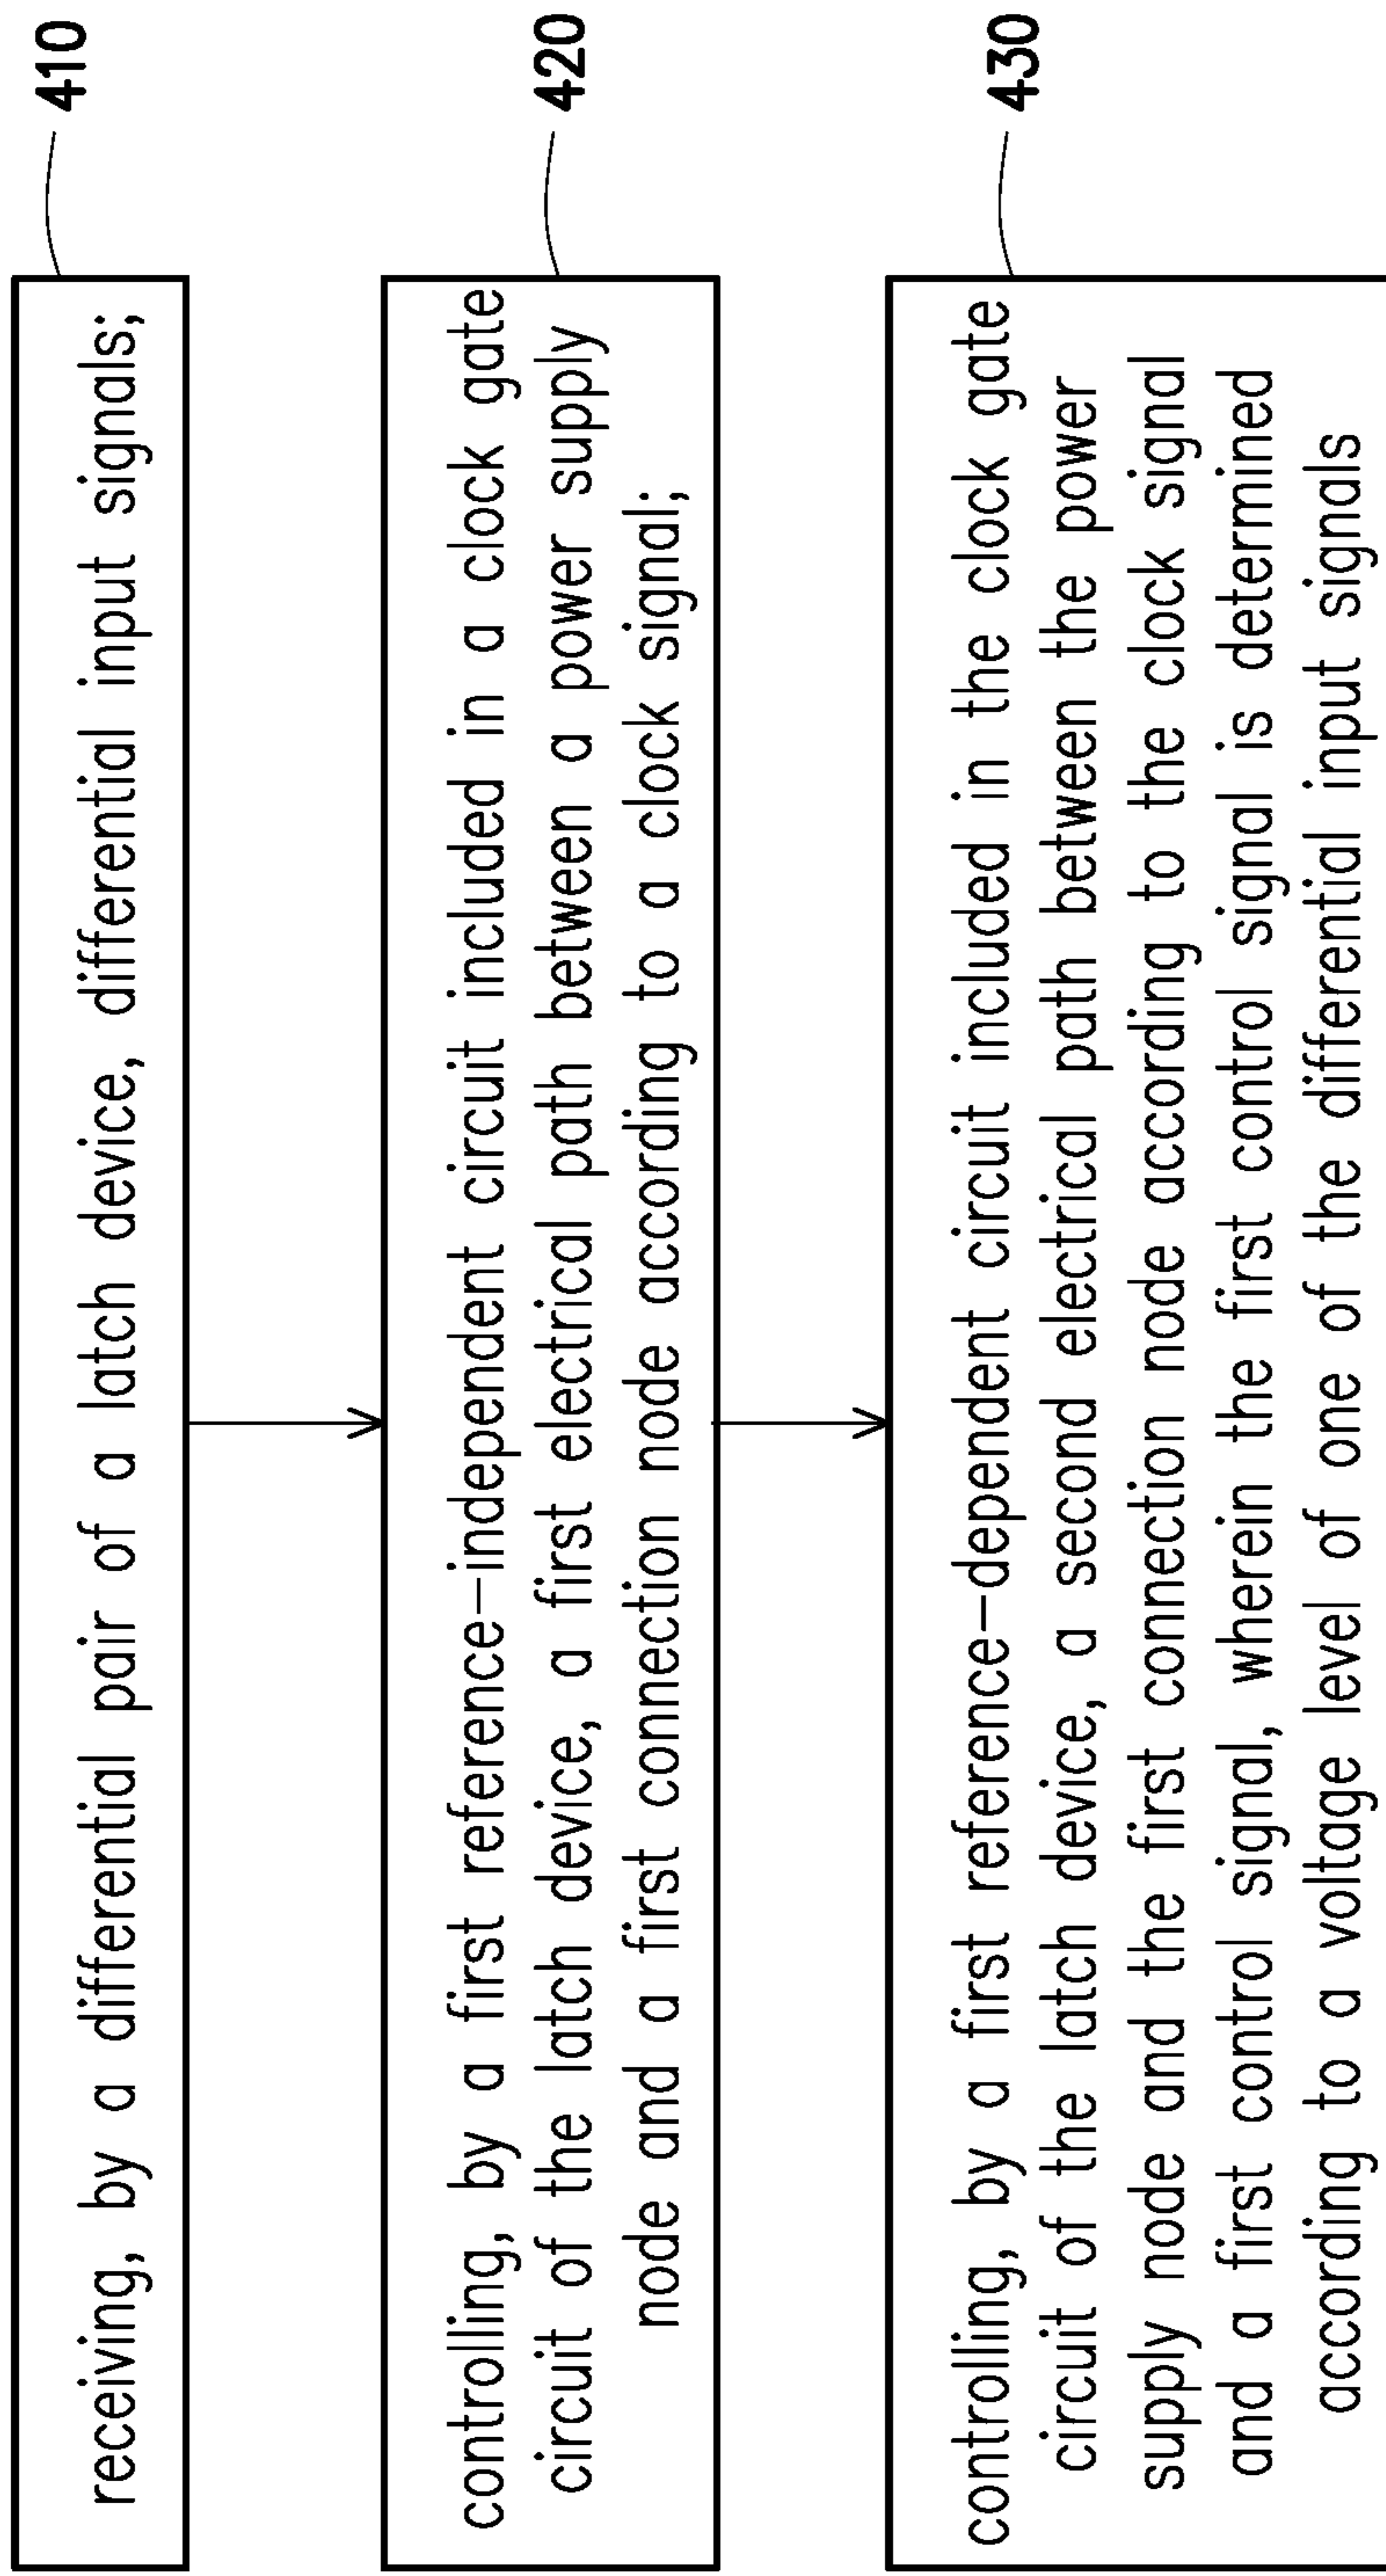 receiving, by a differential pair of a latch device, differential input signals;
410
controlling, by a first reference-independent circuit included in a clock gate
circuit of the latch device, a first electrical path between a power supply
node and a first connection node according to a clock signal;
420
controlling, by a first reference-dependent circuit included in the clock gate
circuit of the latch device, a second electrical path between the power
supply node and the first connection node according to the clock signal
and a first control signal, wherein the first control signal is determined
according to a voltage level of one of the differential input signals
430